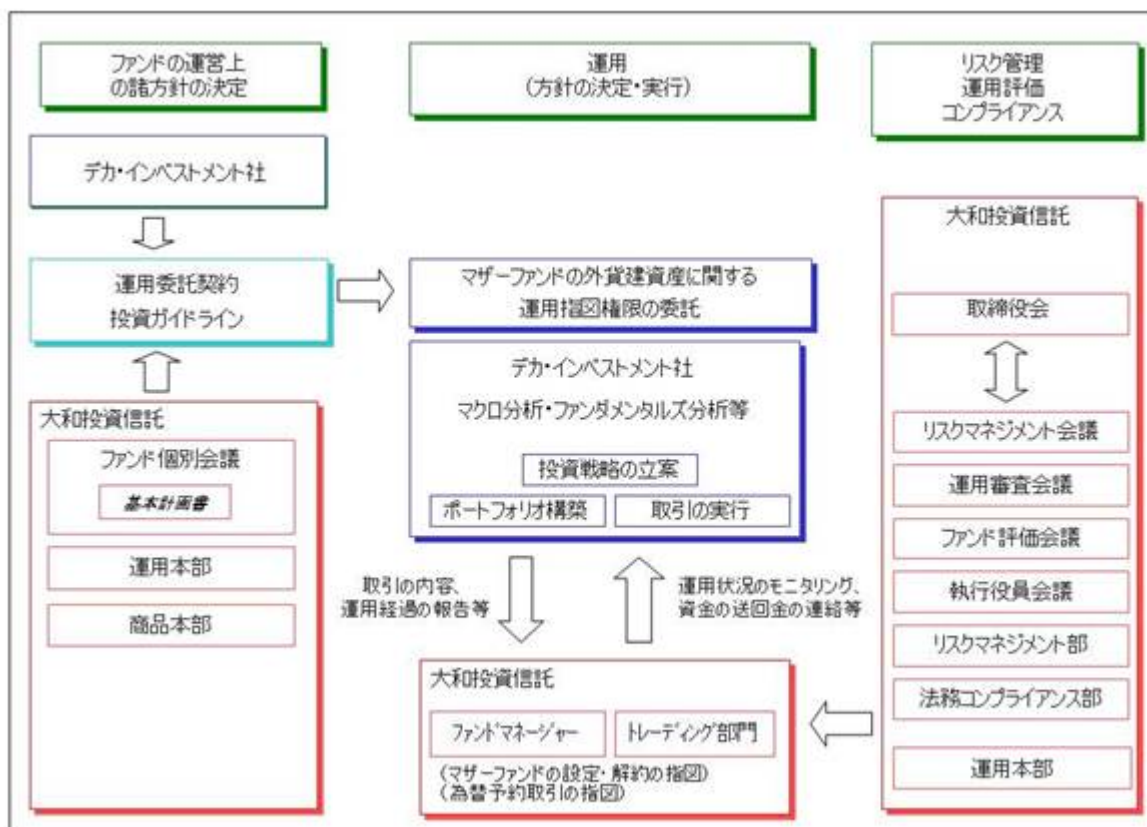 ファンドの運営上
の諸方針の決定
運用
(方針の決定・実行)
リスク管理
運用評価
コンプライアンス
デカ・インベストメント社
運用委託契約
投資ガイドライン
マザーファンドの外貨建資産に関する
運用指図権限の委託
デカ・インベストメント社
マクロ分析・ファンダメンタルズ分析等
投資戦略の立案
ポートフォリオ構築
取引の実行
大和投資信託
ファンド個別会議
基本計画書
運用本部
商品本部
取引の内容、
運用経過の報告等
運用状況のモニタリング、
資金の送回金の連絡等
大和投資信託
ファンドマネージャー
トレーディング部門
(マザーファンドの設定・解約の指図)
(為替予約取引の指図)
大和投資信託
取締役会
リスクマネジメント会議
運用審査会議
ファンド評価会議
執行役員会議
リスクマネジメント部
法務コンプライアンス部
運用本部